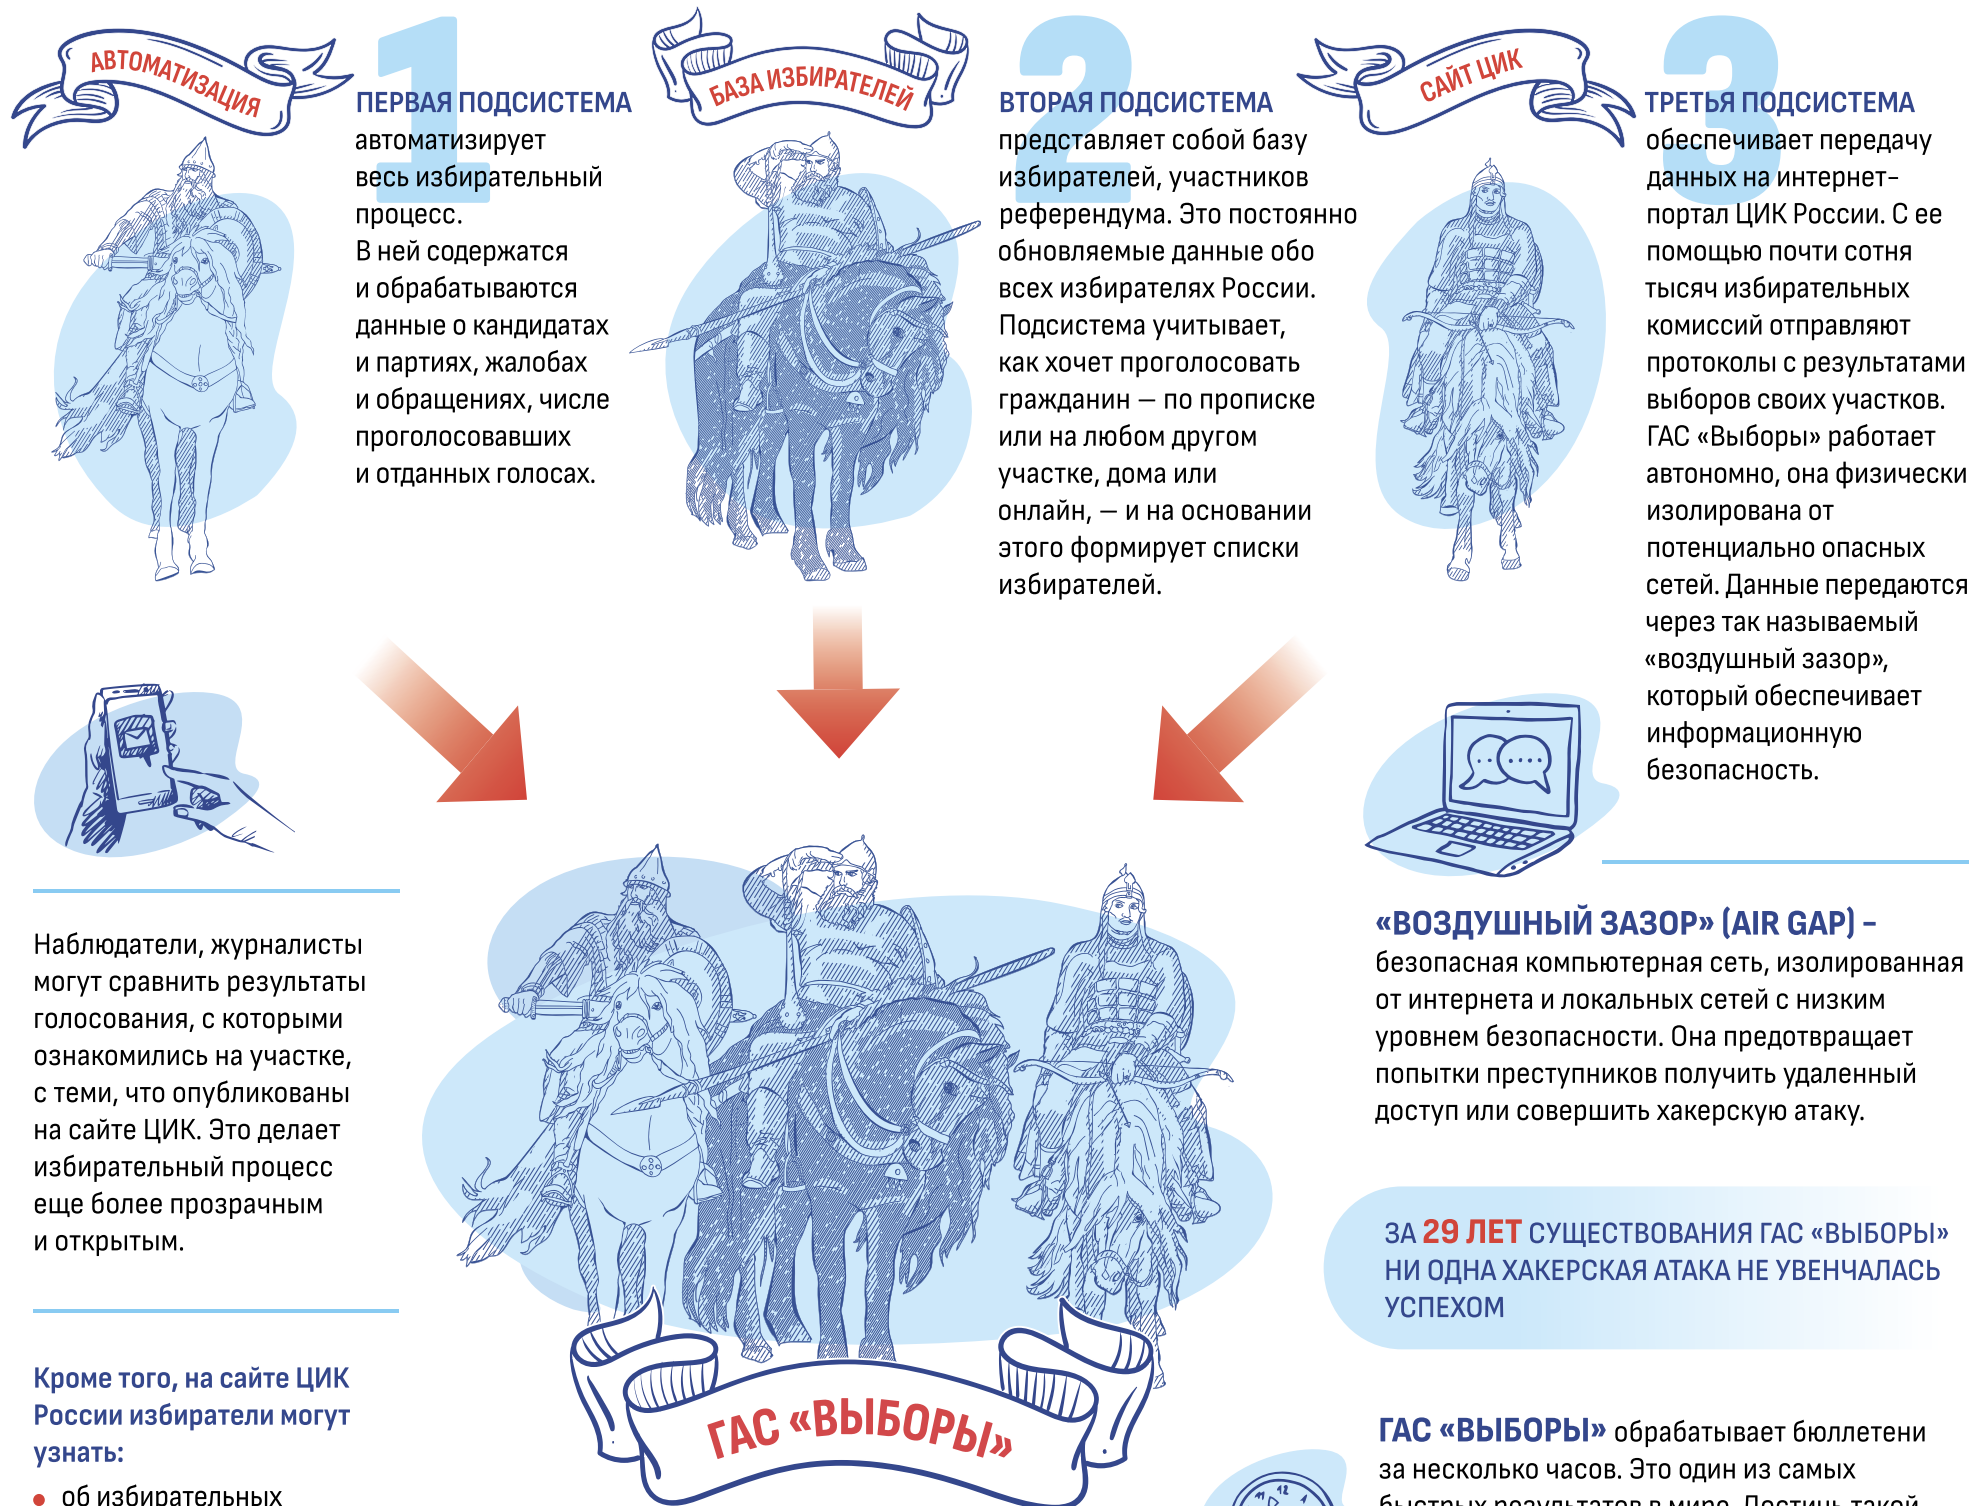 АВТОМАТИЗАЦИЯ
1
ПЕРВАЯ ПОДСИСТЕМА
автоматизирует
весь избирательный
процесс.
В ней содержатся
и обрабатываются
данные о кандидатах
и партиях, жалобах
и обращениях, числе
проголосовавших
и отданных голосах.
БАЗА ИЗБИРАТЕЛЕЙ
2
ВТОРАЯ ПОДСИСТЕМА
представляет собой базу
избирателей, участников
референдума. Это постоянно
обновляемые данные обо
всех избирателях России.
Подсистема учитывает,
как хочет проголосовать
гражданин — по прописке
или на любом другом
участке, дома или
онлайн, — и на основании
этого формирует списки
избирателей.
САЙТ ЦИК
3
ТРЕТЬЯ ПОДСИСТЕМА
обеспечивает передачу
данных на интернет-
портал ЦИК России. С ее
помощью почти сотня
тысяч избирательных
комиссий отправляют
протоколы с результатами
выборов своих участков.
ГАС «Выборы» работает
автономно, она физически
изолирована от
потенциально опасных
сетей. Данные передаются
через так называемый
«воздушный зазор»,
который обеспечивает
информационную
безопасность.
Наблюдатели, журналисты
могут сравнить результаты
голосования, с которыми
ознакомились на участке,
с теми, что опубликованы
на сайте ЦИК. Это делает
избирательный процесс
еще более прозрачным
и открытым.
Кроме того, на сайте ЦИК
России избиратели могут
узнать:
● об избирательных
ГАС «ВЫБОРЫ»
«ВОЗДУШНЫЙ ЗАЗОР» (AIR GAP) –
безопасная компьютерная сеть, изолированная
от интернета и локальных сетей с низким
уровнем безопасности. Она предотвращает
попытки преступников получить удаленный
доступ или совершить хакерскую атаку.
ЗА 29 ЛЕТ СУЩЕСТВОВАНИЯ ГАС «ВЫБОРЫ»
НИ ОДНА ХАКЕРСКАЯ АТАКА НЕ УВЕНЧАЛАСЬ
УСПЕХОМ
ГАС «ВЫБОРЫ» обрабатывает бюллетени
за несколько часов. Это один из самых
быстрых результатов в мире. Достичь такой
11 12 1